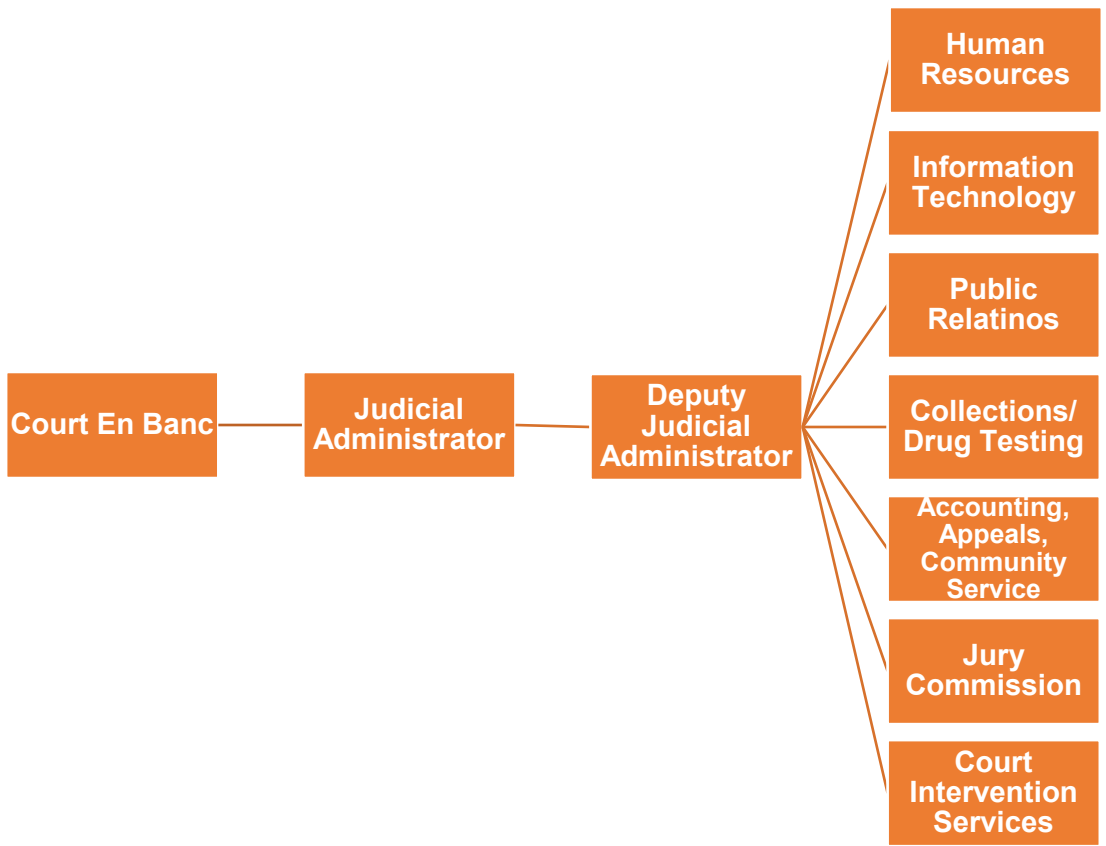 Court En Banc
Judicial
Administrator
Deputy
Judicial
Administrator
Human
Resources
Information
Technology
Public
Relatinos
Collections/
Drug Testing
Accounting,
Appeals,
Community
Service
Jury
Commission
Court
Intervention
Services